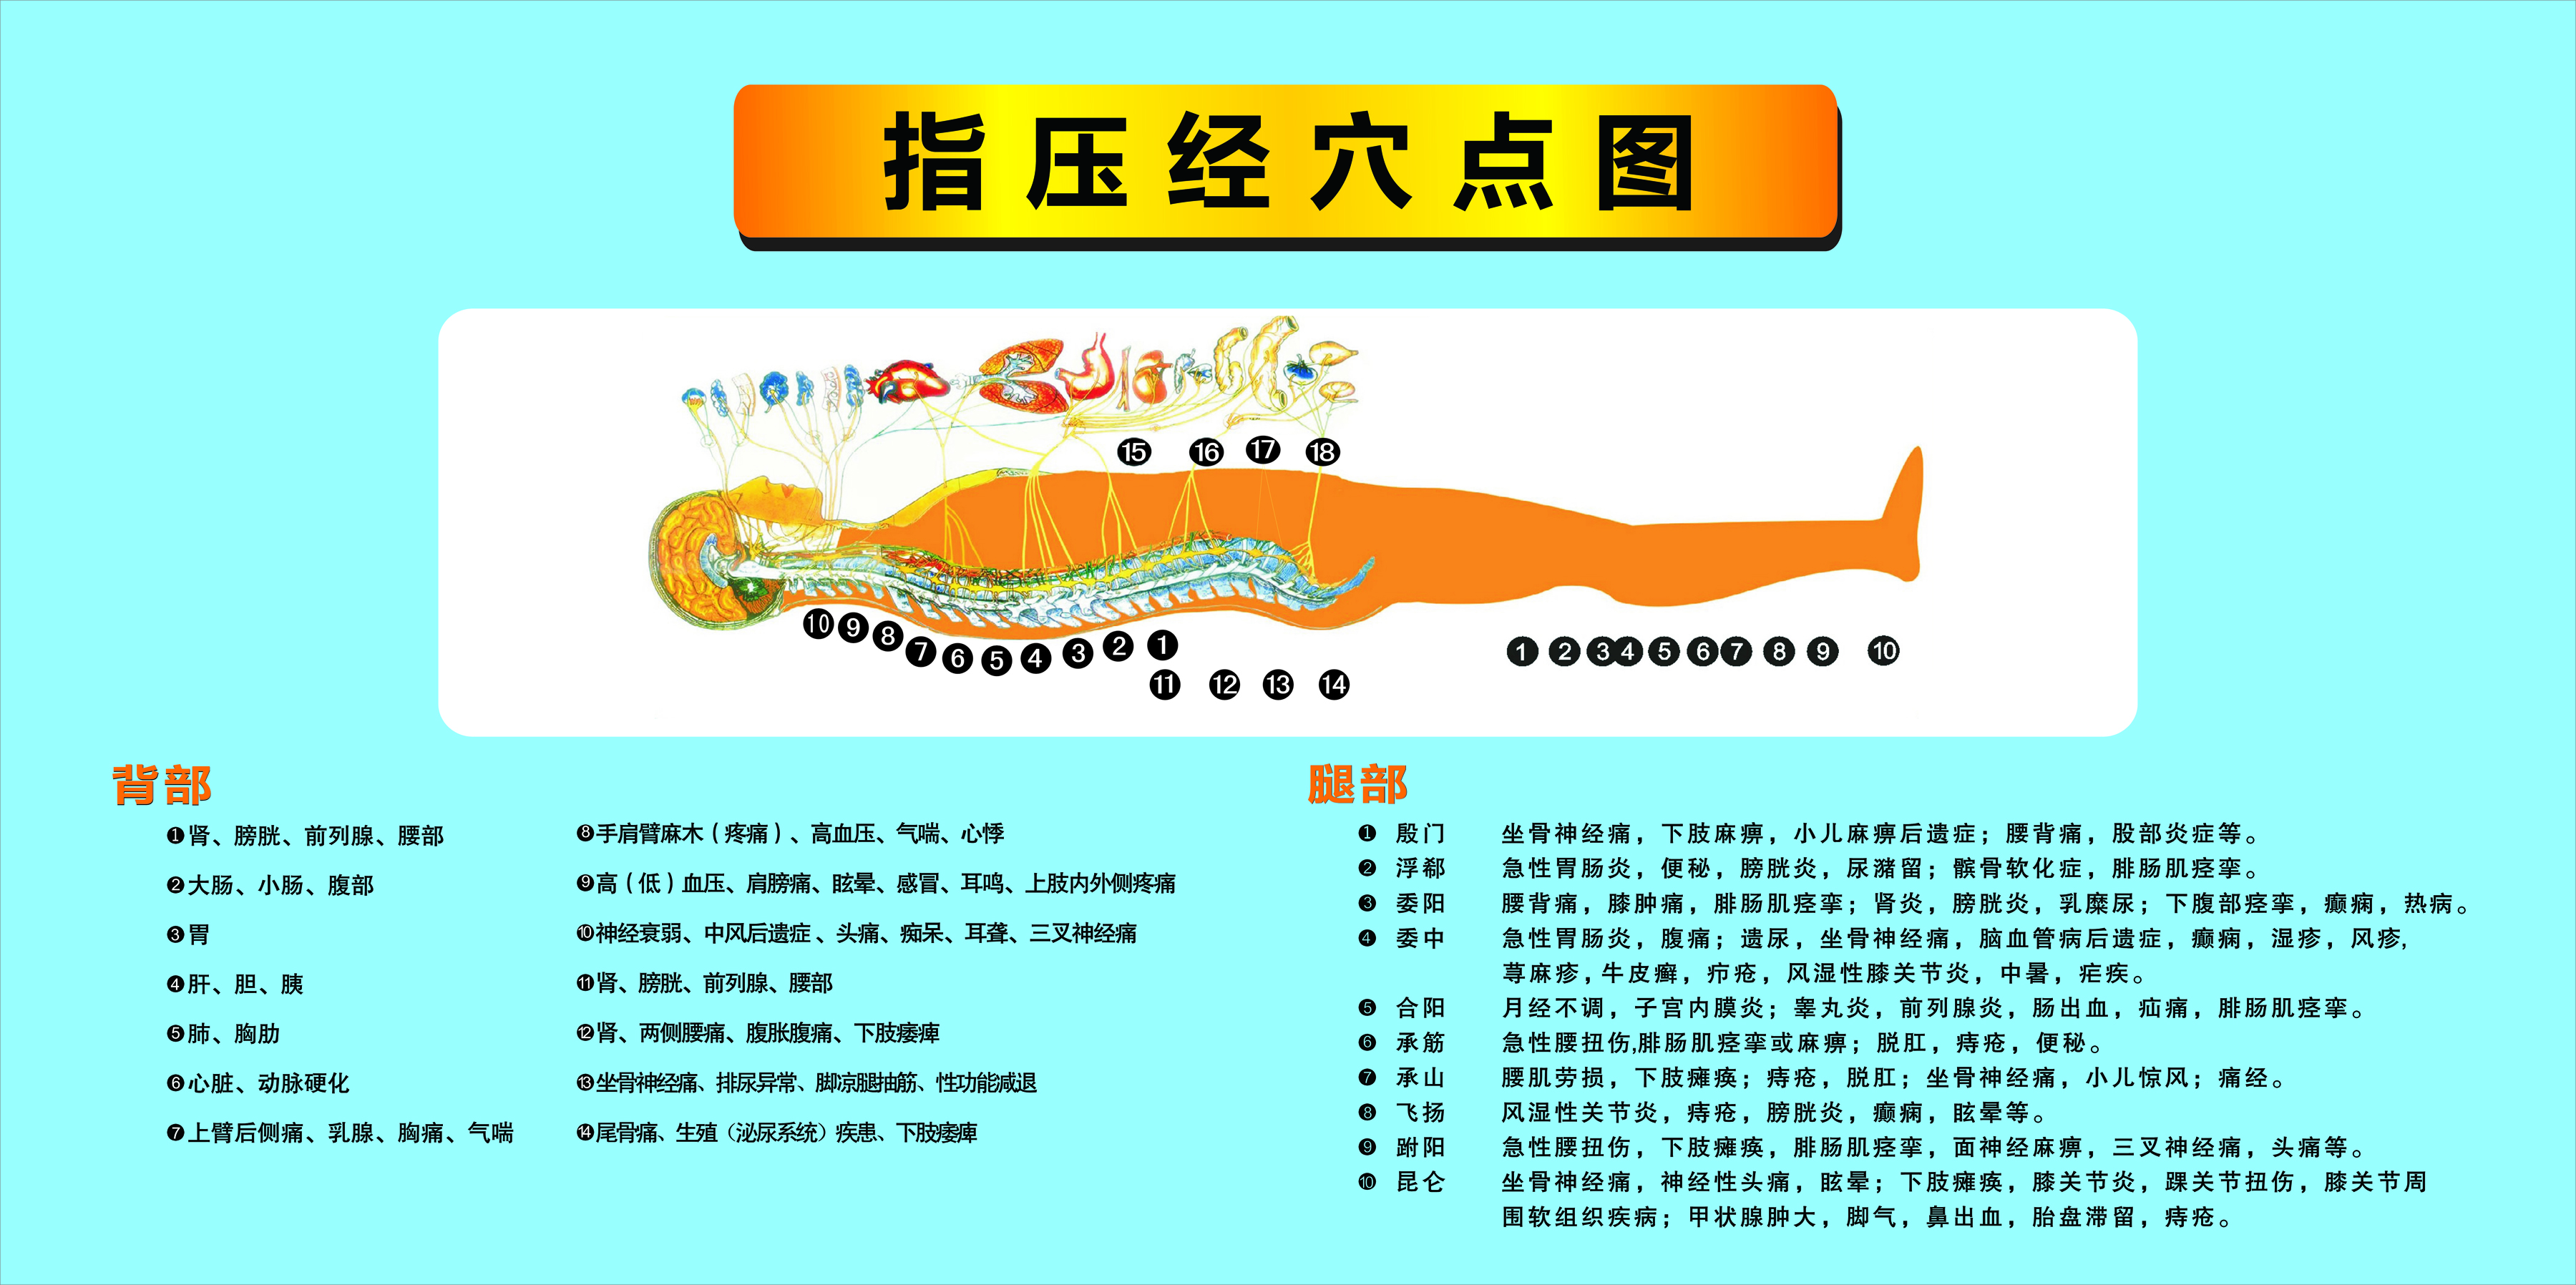 指压经穴点图
15 16 17 18
10 9 8 7 6 5 4 3 2 1
11 12 13 14
1 2 3 4 5 6 7 8 9 10
背部
❶肾、膀胱、前列腺、腰部
❷大肠、小肠、腹部
❸胃
❹肝、胆、胰
❺肺、胸肋
❻心脏、动脉硬化
❼上臂后侧痛、乳腺、胸痛、气喘
❽手肩臂麻木（疼痛）、高血压、气喘、心悸
❾高（低）血压、肩膀痛、眩晕、感冒、耳鸣、上肢内外侧疼痛
❿神经衰弱、中风后遗症、头痛、痴呆、耳聋、三叉神经痛
⓫肾、膀胱、前列腺、腰部
⓬肾、两侧腰痛、腹胀腹痛、下肢痿痺
⓭坐骨神经痛、排尿异常、脚凉腿抽筋、性功能减退
⓮尾骨痛、生殖（泌尿系统）疾患、下肢痿痺
腿部
❶ 殷门 坐骨神经痛，下肢麻痹，小儿麻痹后遗症；腰背痛，股部炎症等。
❷ 浮郗 急性胃肠炎，便秘，膀胱炎，尿潴留；髌骨软化症，腓肠肌痉挛。
❸ 委阳 腰背痛，膝肿痛，腓肠肌痉挛；肾炎，膀胱炎，乳糜尿；下腹部痉挛，癫痫，热病。
❹ 委中 急性胃肠炎，腹痛；遗尿，坐骨神经痛，脑血管病后遗症，癫痫，湿疹，风疹,
荨麻疹,牛皮癣，疖疮，风湿性膝关节炎，中暑，疟疾。
❺ 合阳 月经不调，子宫内膜炎；睾丸炎，前列腺炎，肠出血，疝痛，腓肠肌痉挛。
❻ 承筋 急性腰扭伤,腓肠肌痉挛或麻痹；脱肛，痔疮，便秘。
❼ 承山 腰肌劳损，下肢瘫痪；痔疮，脱肛；坐骨神经痛，小儿惊风；痛经。
❽ 飞扬 风湿性关节炎，痔疮，膀胱炎，癫痫，眩晕等。
❾ 跗阳 急性腰扭伤，下肢瘫痪，腓肠肌痉挛，面神经麻痹，三叉神经痛，头痛等。
❿ 昆仑 坐骨神经痛，神经性头痛，眩晕；下肢瘫痪，膝关节炎，踝关节扭伤，膝关节周
围软组织疾病；甲状腺肿大，脚气，鼻出血，胎盘滞留，痔疮。